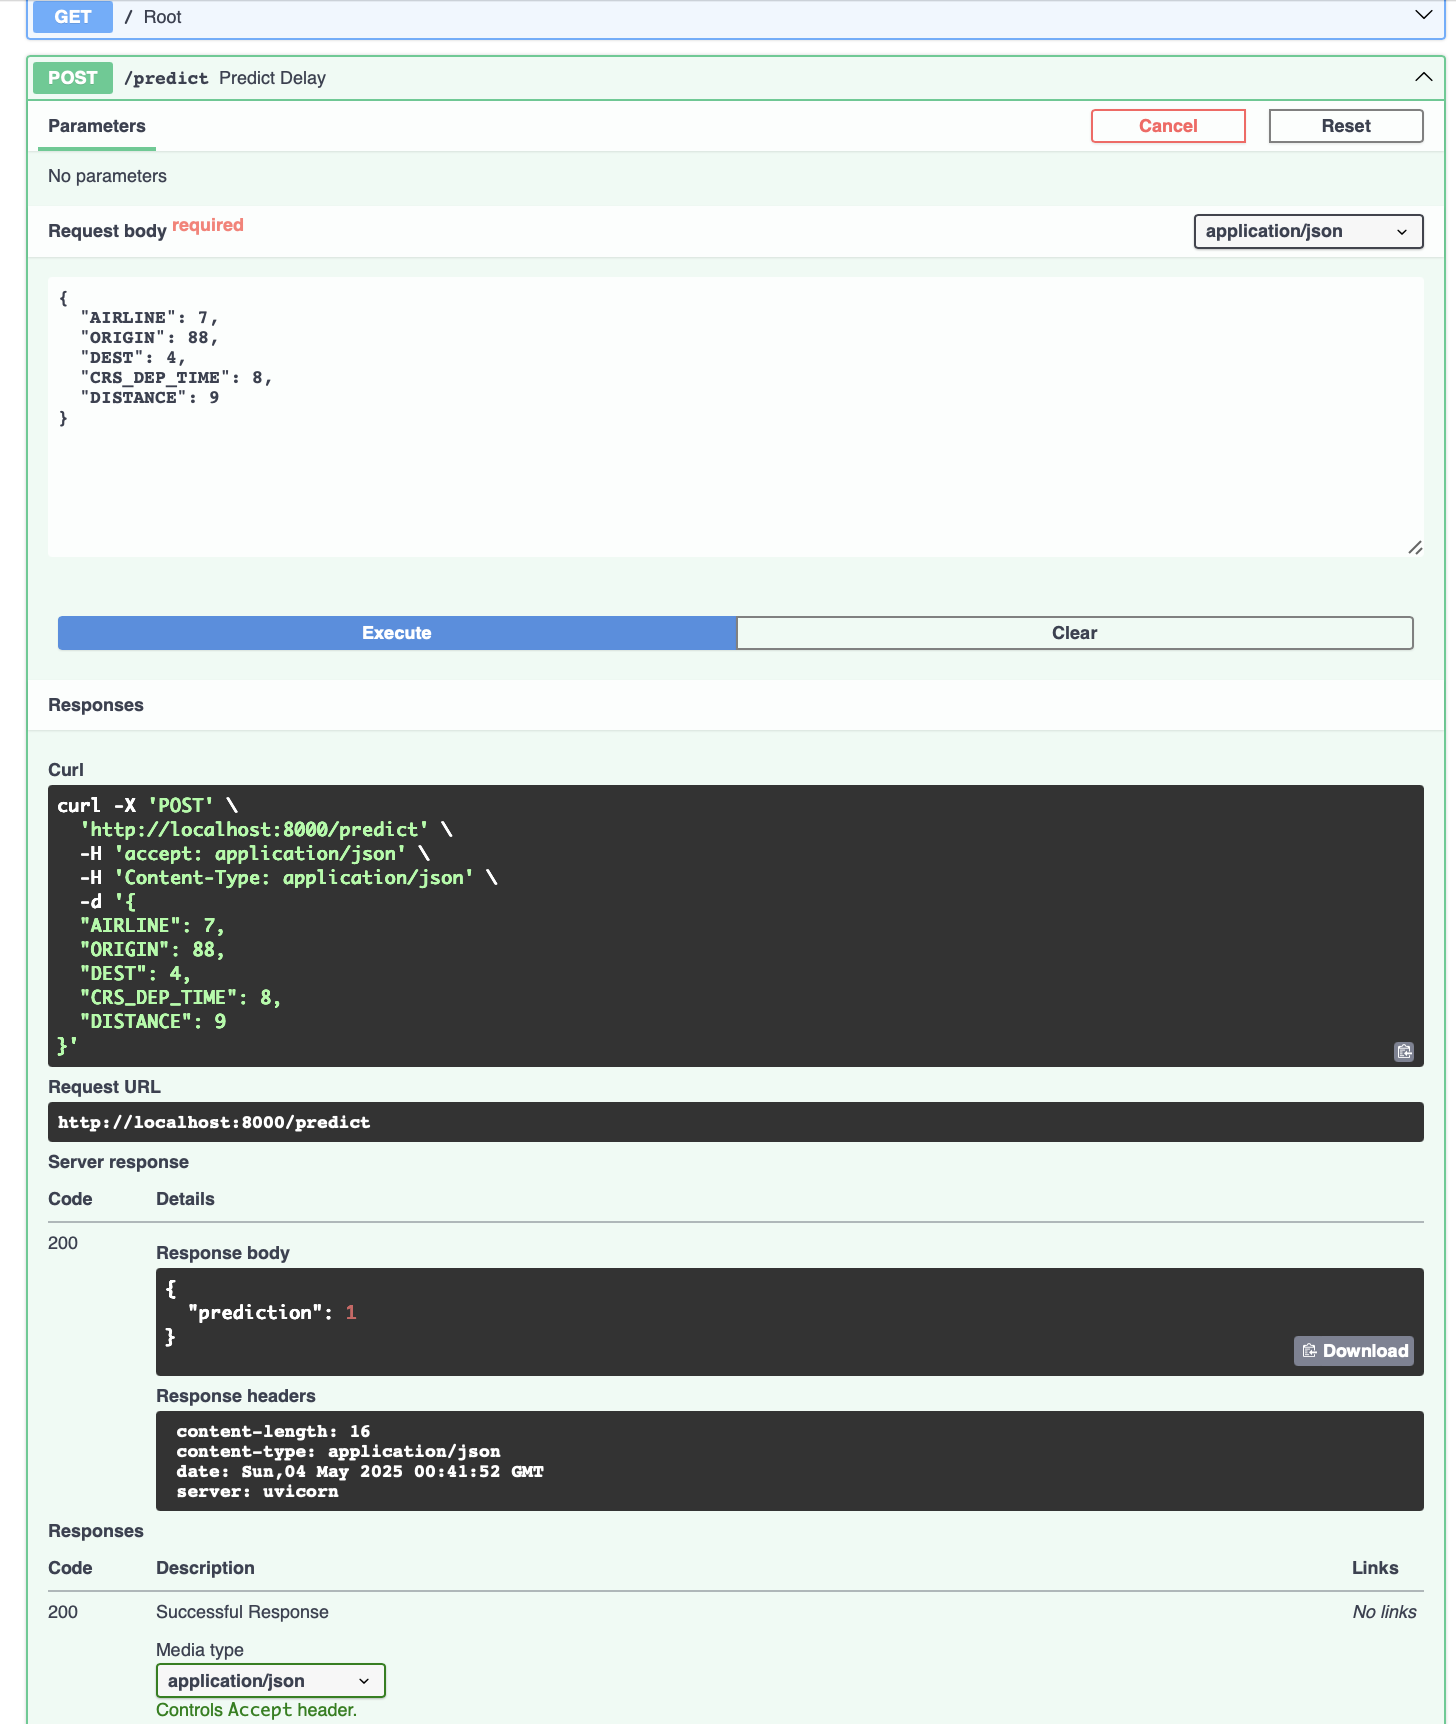 GET / Root
POST /predict Predict Delay
Parameters Cancel Reset
No parameters
Request body required application/json
{
  "AIRLINE": 7,
  "ORIGIN": 88,
  "DEST": 4,
  "CRS_DEP_TIME": 8,
  "DISTANCE": 9
}
Execute Clear
Responses
Curl
curl -X 'POST' \
  'http://localhost:8000/predict' \
  -H 'accept: application/json' \
  -H 'Content-Type: application/json' \
  -d '{
  "AIRLINE": 7,
  "ORIGIN": 88,
  "DEST": 4,
  "CRS_DEP_TIME": 8,
  "DISTANCE": 9
}'
Request URL
http://localhost:8000/predict
Server response
Code Details
200
Response body
{
  "prediction": 1
}
Download
Response headers
content-length: 16
content-type: application/json
date: Sun,04 May 2025 00:41:52 GMT
server: uvicorn
Responses
Code Description Links
200 Successful Response No links
Media type
application/json
Controls Accept header.